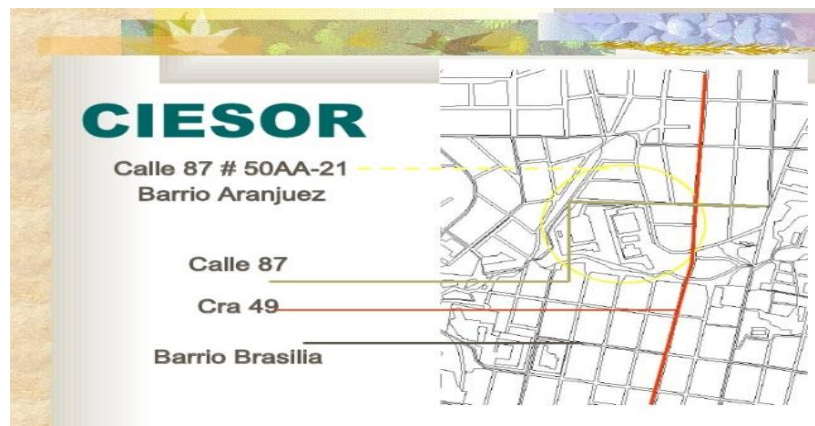 CIESOR
Calle 87 # 50AA-21
Barrio Aranjuez
Calle 87
Cra 49
Barrio Brasilia